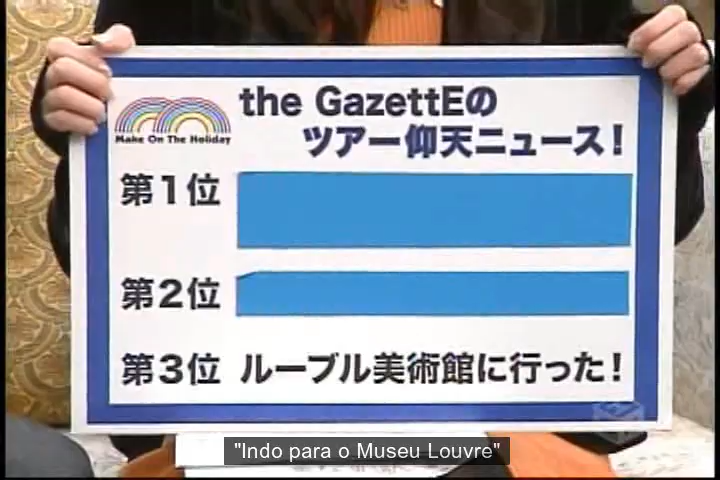 the GazettEの
ツアー仰天ニュース！
Make On The Holiday
第1位
第2位
第3位 ルーブル美術館に行った！
"Indo para o Museu Louvre"